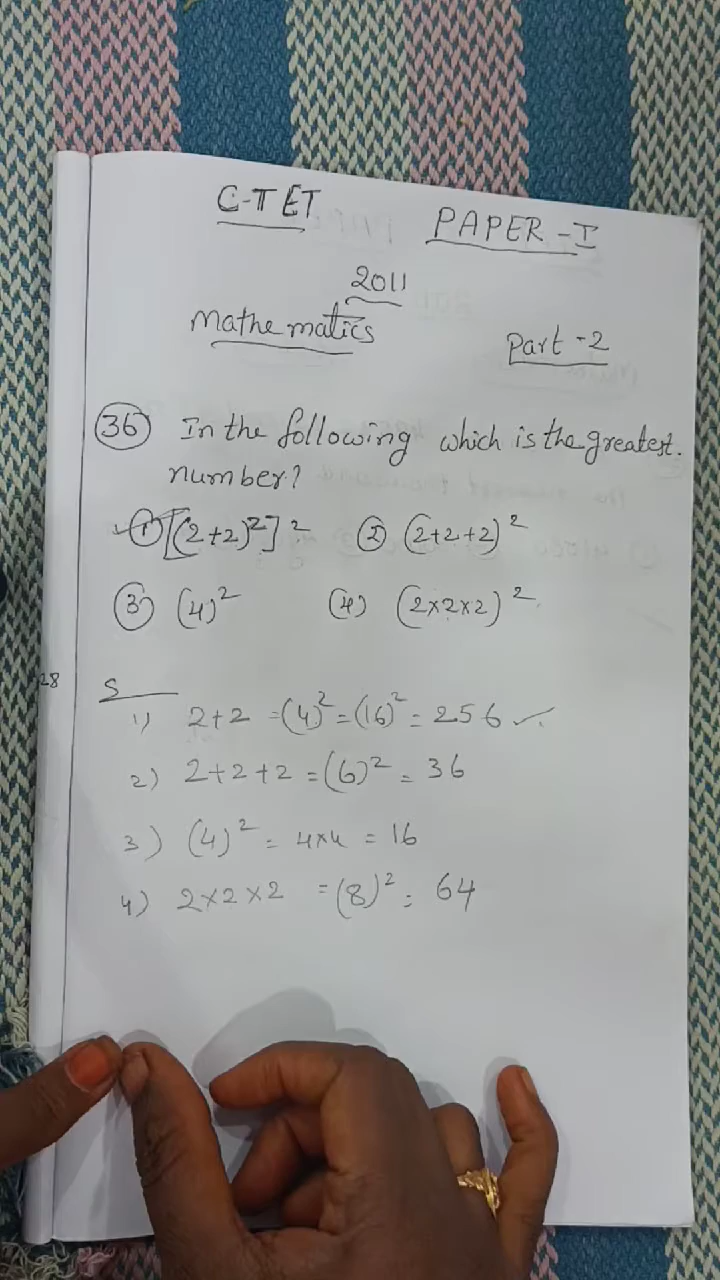 C-TET PAPER-I
2011
Mathematics Part-2
36 In the following which is the greatest.
number?
1 [(2+2)²]² 2 (2+2+2)²
3 (4)² (4) (2×2×2)²
28 S
1) 2+2 =(4)²=(16)²=256 ✓
2) 2+2+2=(6)²=36
3) (4)²=4×4=16
4) 2×2×2 =(8)²=64